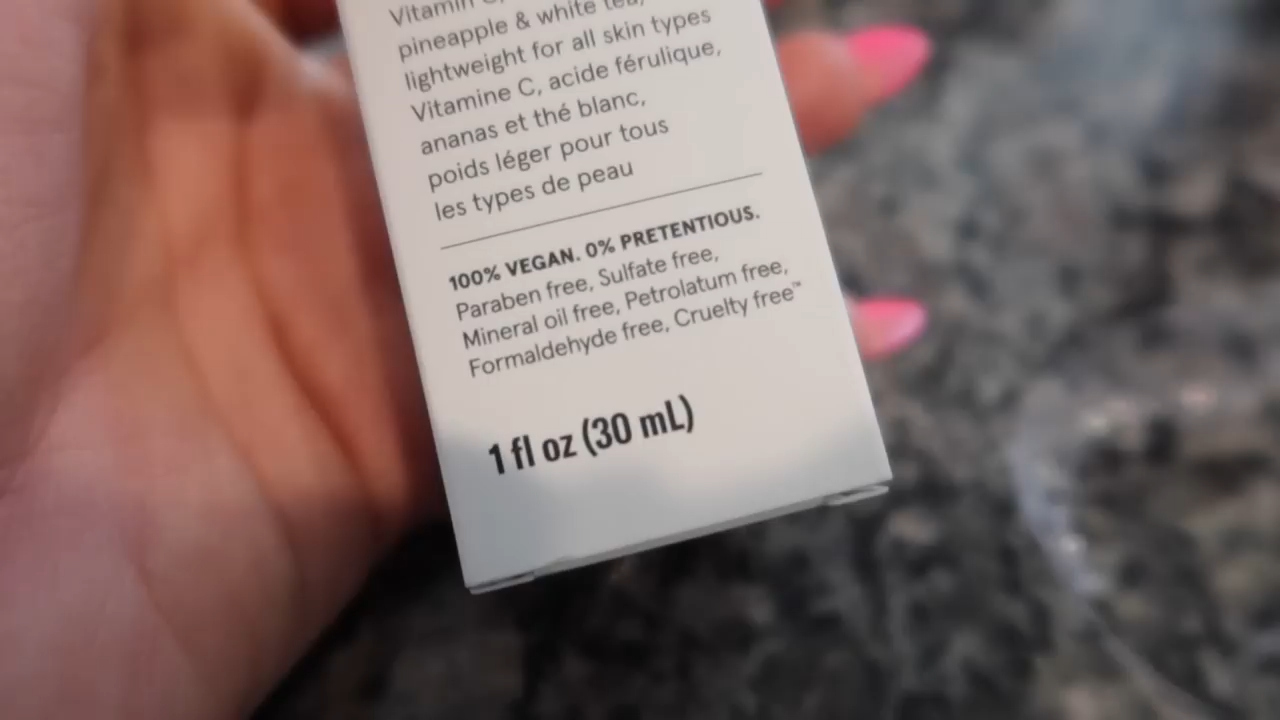 Vitamin C,
pineapple & white tea,
lightweight for all skin types
Vitamine C, acide férulique,
ananas et thé blanc,
poids léger pour tous
les types de peau
100% VEGAN. 0% PRETENTIOUS.
Paraben free, Sulfate free,
Mineral oil free, Petrolatum free,
Formaldehyde free, Cruelty free™
1 fl oz (30 mL)